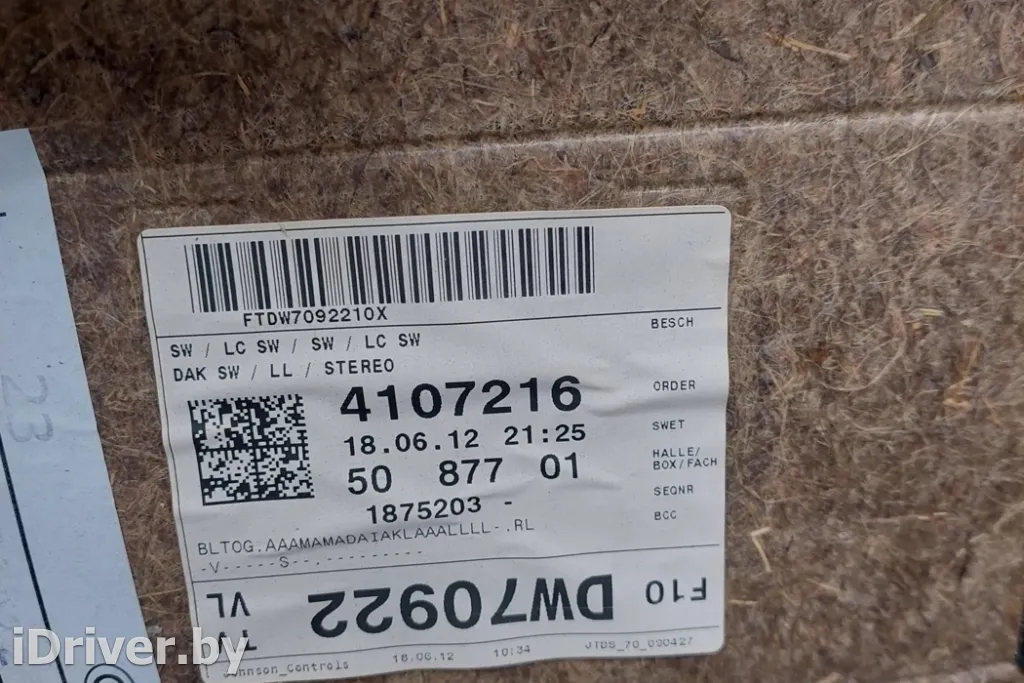 FTDW7092210X
BESCH
SW / LC SW / SW / LC SW
DAK SW / LL / STEREO
4107216 ORDER
18.06.12 21:25 SWET
50 877 01 HALLE/
BOX/FACH
1875203 - SEQNR
BCC
BLTOG.AAAMAMADAIAKLAAALLLL-.RL
-V-----S--.----------
VL DW70922 F10
TV
Johnson_Controls 18.06.12 10:34 JTDS_70_090427
23
iDriver.by